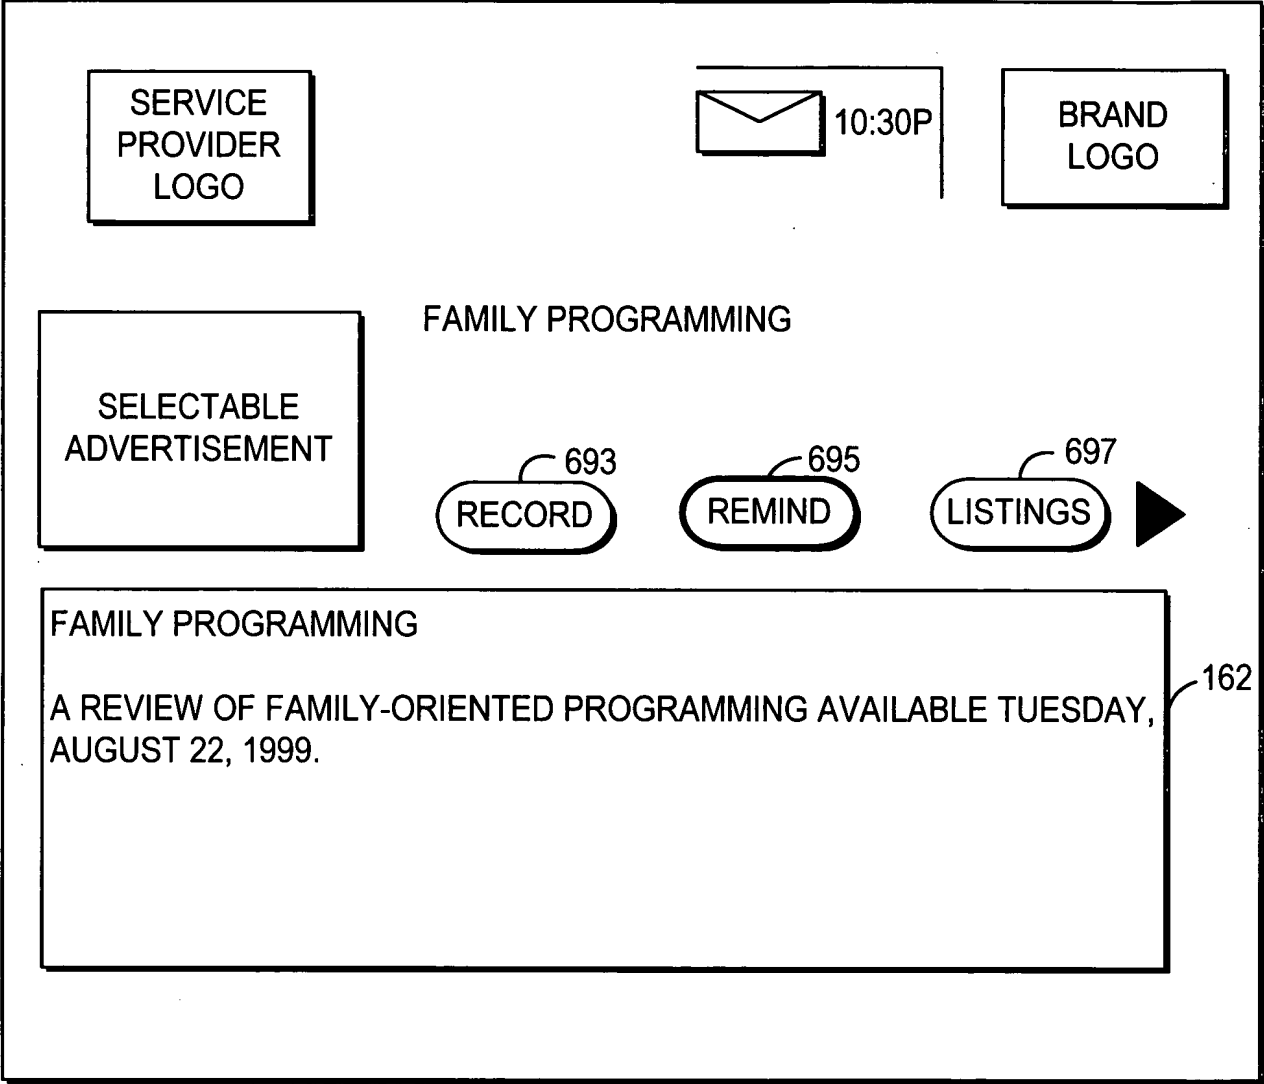 SERVICE
PROVIDER
LOGO
10:30P
BRAND
LOGO
FAMILY PROGRAMMING
SELECTABLE
ADVERTISEMENT
693
695
697
RECORD
REMIND
LISTINGS
FAMILY PROGRAMMING
A REVIEW OF FAMILY-ORIENTED PROGRAMMING AVAILABLE TUESDAY,
AUGUST 22, 1999.
162